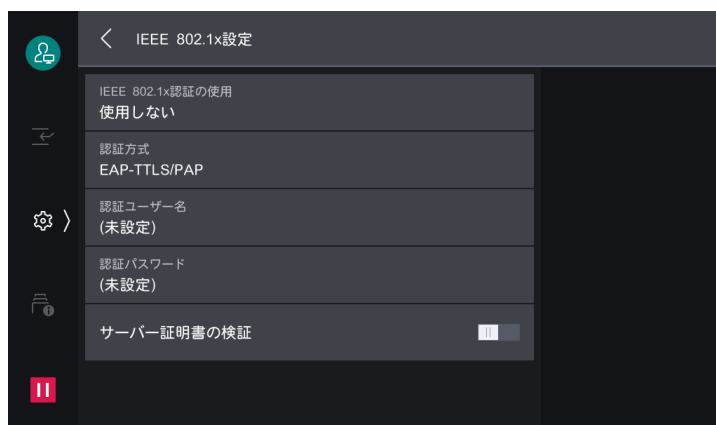 IEEE 802.1x設定
IEEE 802.1x認証の使用
使用しない
認証方式
EAP-TTLS/PAP
認証ユーザー名
(未設定)
認証パスワード
(未設定)
サーバー証明書の検証